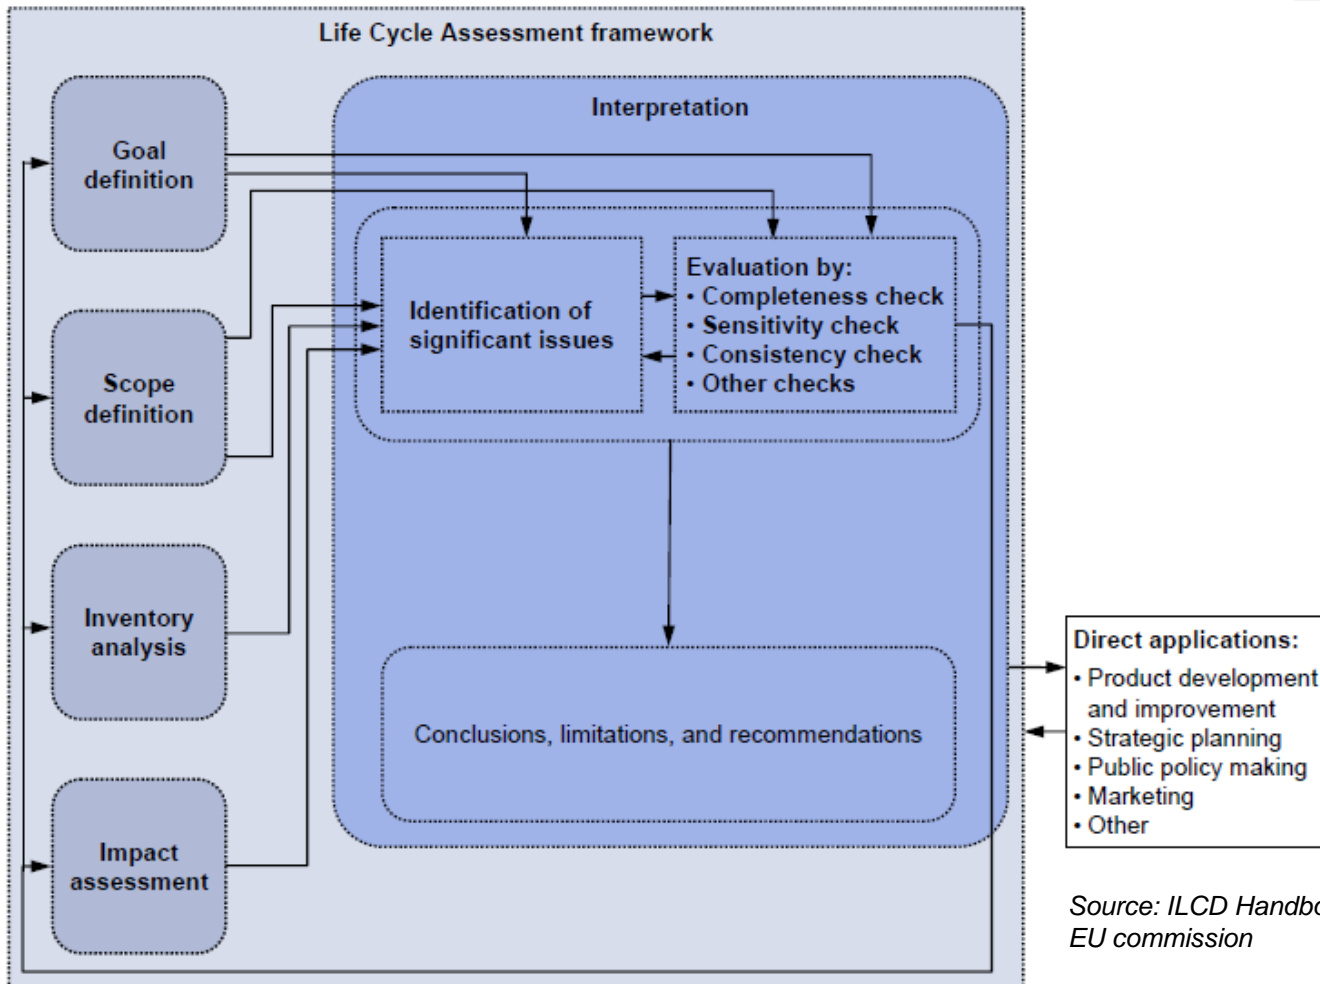 Life Cycle Assessment framework
Goal
definition
Scope
definition
Inventory
analysis
Impact
assessment
Interpretation
Identification of
significant issues
Evaluation by:
• Completeness check
• Sensitivity check
• Consistency check
• Other checks
Conclusions, limitations, and recommendations
Direct applications:
• Product development
and improvement
• Strategic planning
• Public policy making
• Marketing
• Other
Source: ILCD
EU commission